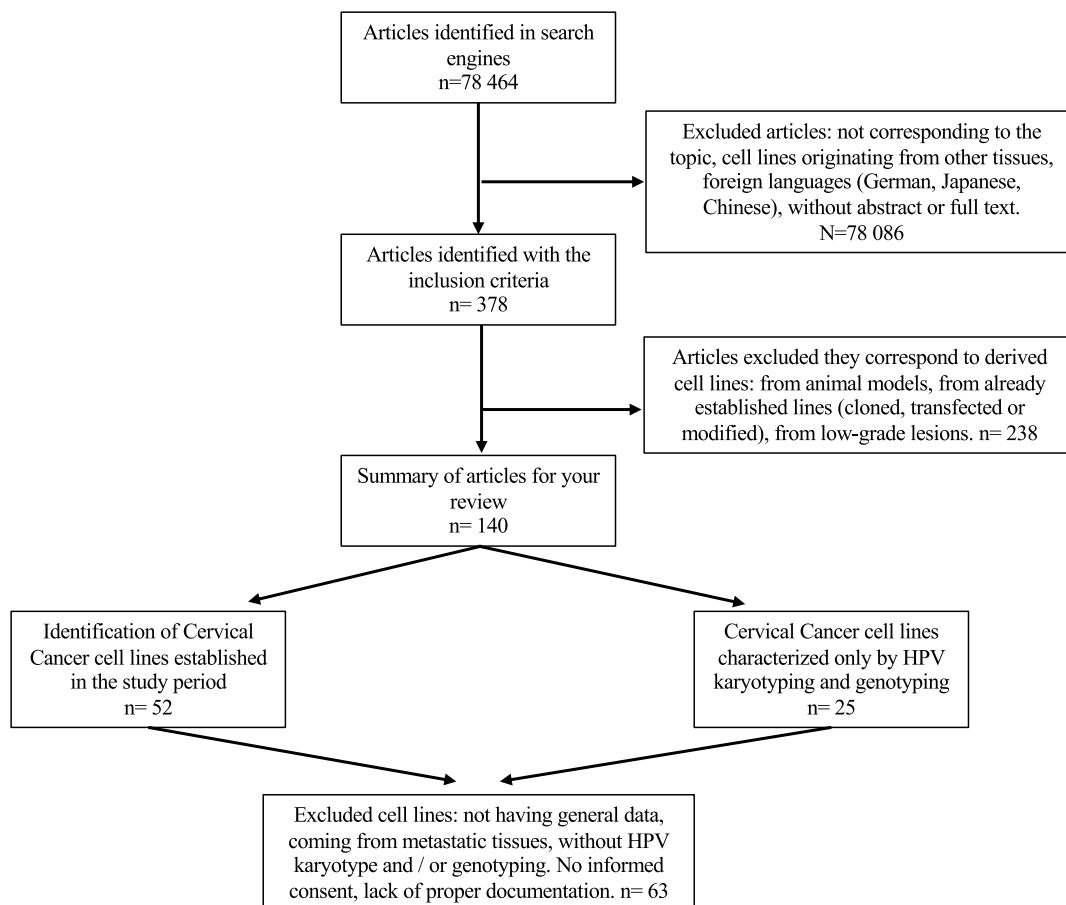 Articles identified in search
engines
n=78 464
Excluded articles: not corresponding to the
topic, cell lines originating from other tissues,
foreign languages (German, Japanese,
Chinese), without abstract or full text.
N=78 086
Articles identified with the
inclusion criteria
n= 378
Articles excluded they correspond to derived
cell lines: from animal models, from already
established lines (cloned, transfected or
modified), from low-grade lesions. n= 238
Summary of articles for your
review
n= 140
Identification of Cervical
Cancer cell lines established
in the study period
n= 52
Cervical Cancer cell lines
characterized only by HPV
karyotyping and genotyping
n= 25
Excluded cell lines: not having general data,
coming from metastatic tissues, without HPV
karyotype and / or genotyping. No informed
consent, lack of proper documentation. n= 63